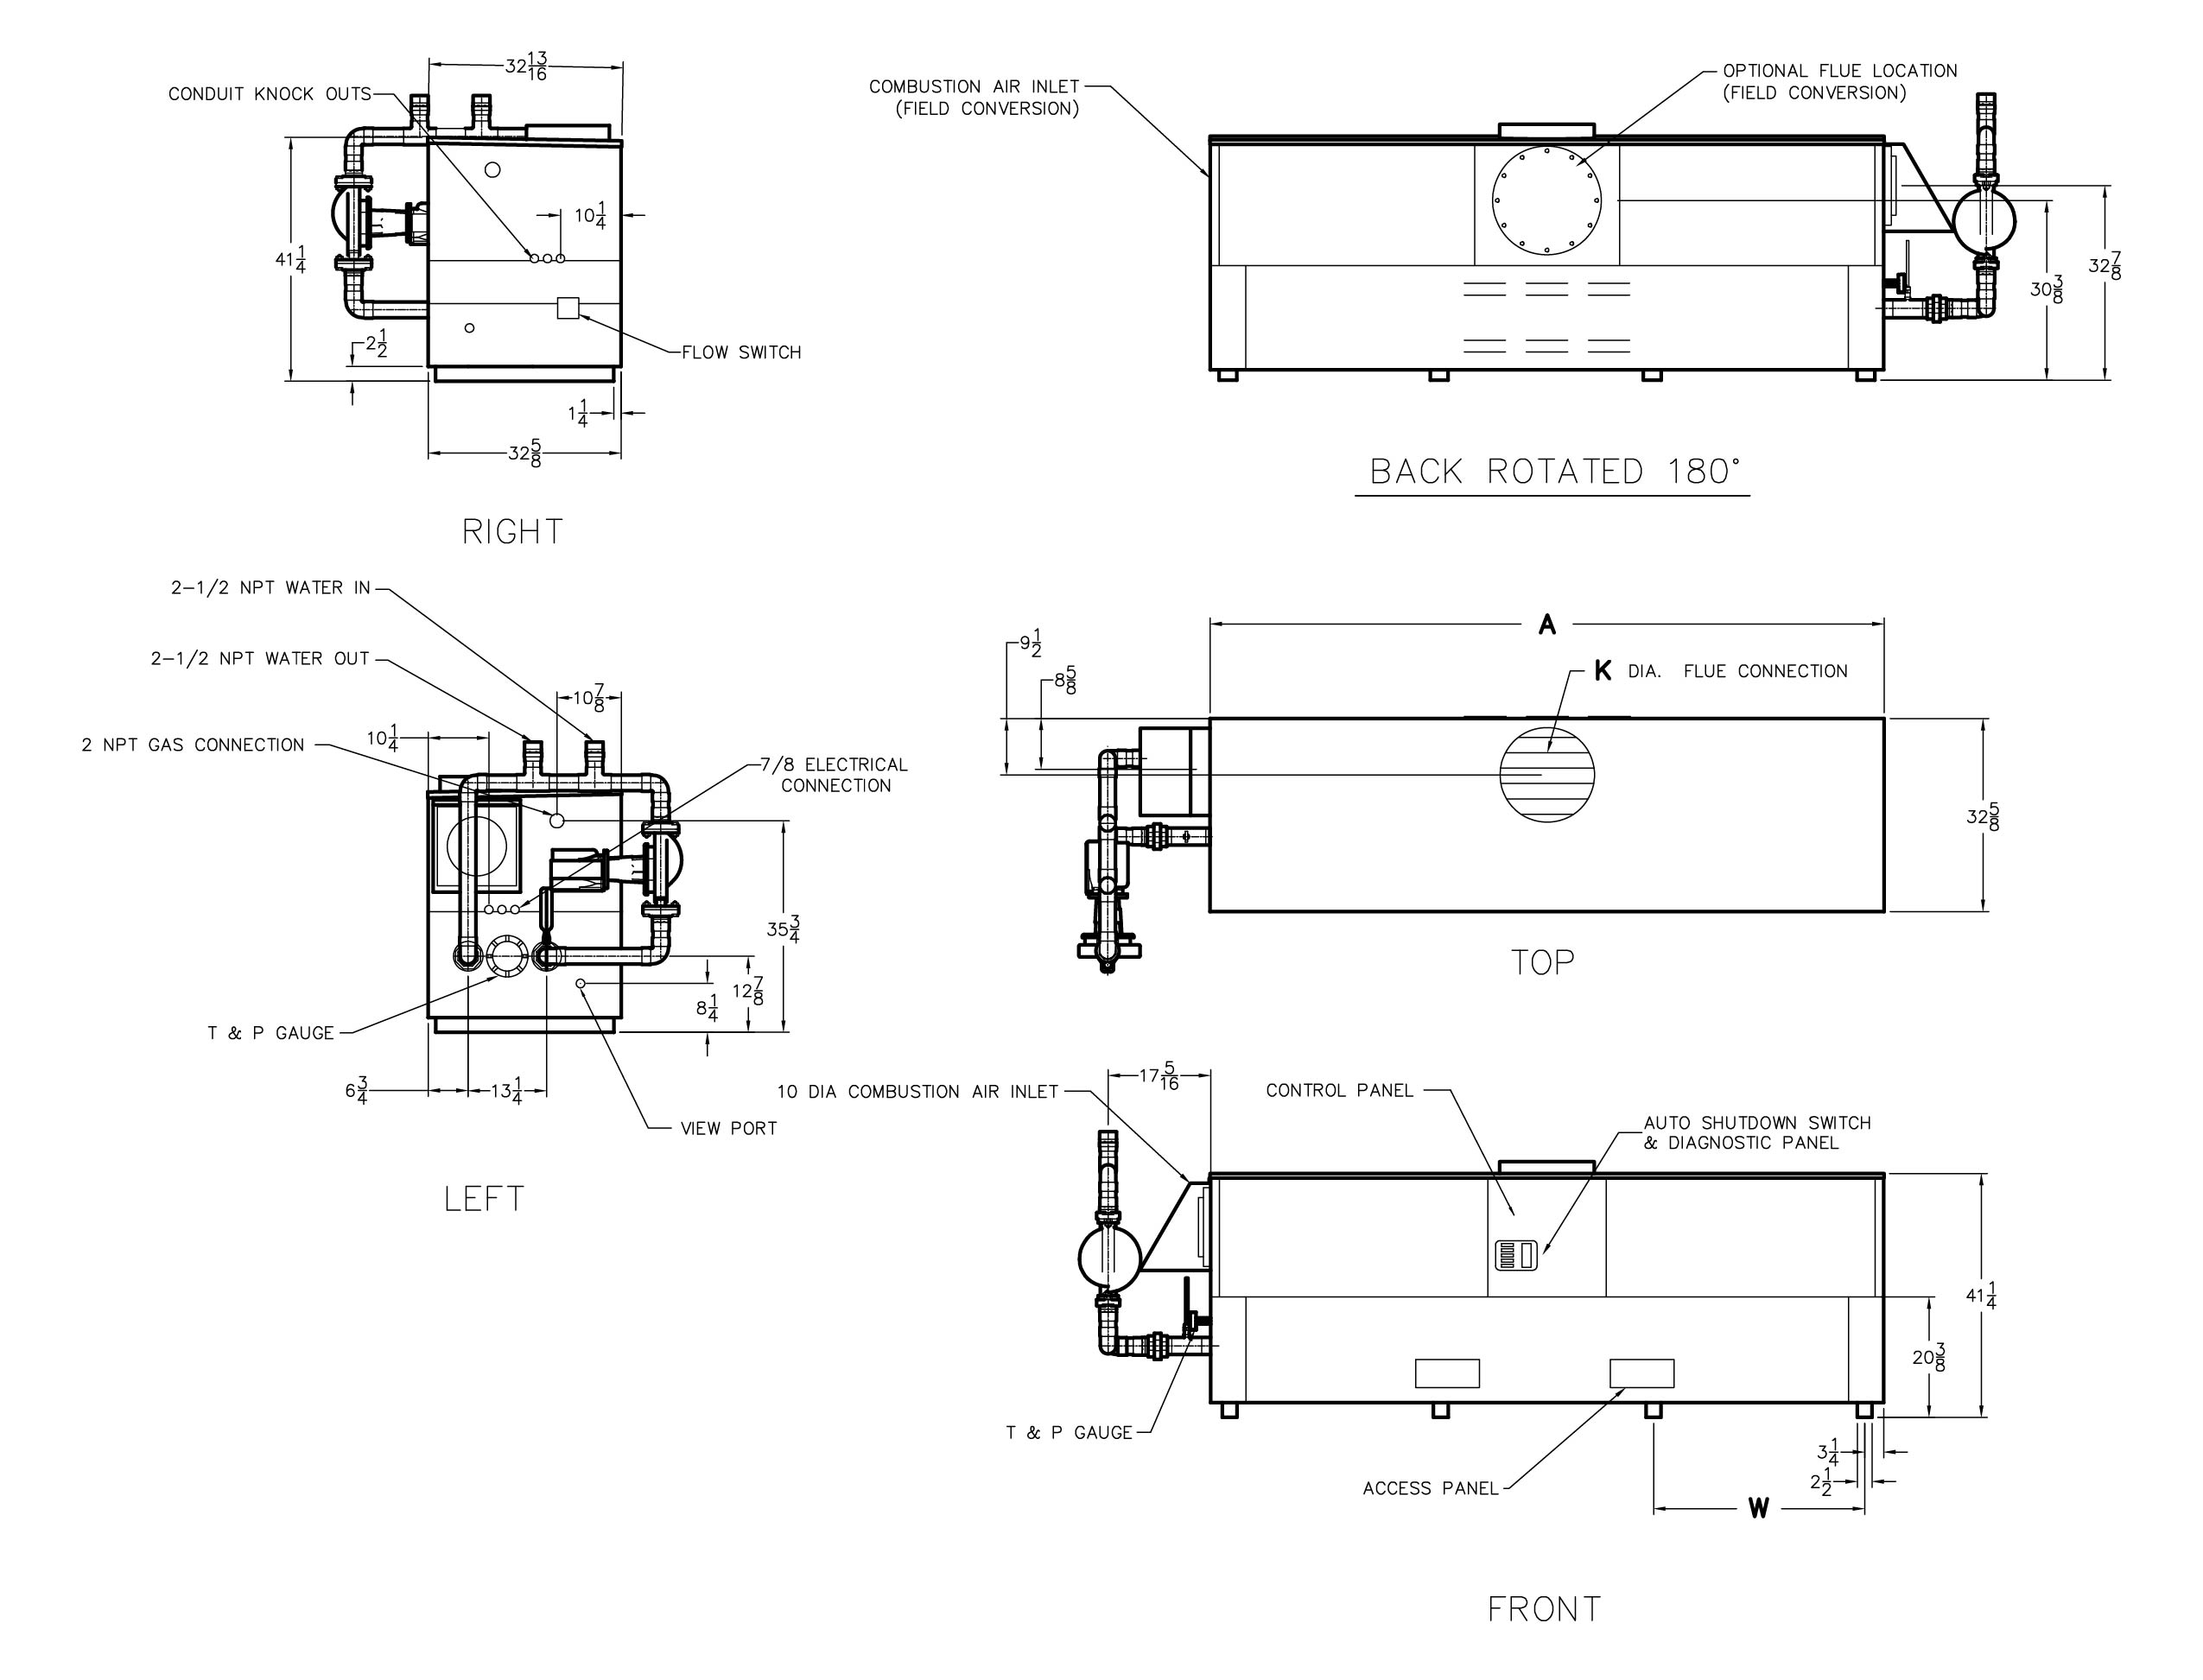 32 13/16
CONDUIT KNOCK OUTS
10 1/4
41 1/4
2 1/2
FLOW SWITCH
1 1/4
32 5/8
RIGHT
COMBUSTION AIR INLET
(FIELD CONVERSION)
OPTIONAL FLUE LOCATION
(FIELD CONVERSION)
32 7/8
30 3/8
BACK ROTATED 180°
2-1/2 NPT WATER IN
2-1/2 NPT WATER OUT
10 7/8
10 1/4
2 NPT GAS CONNECTION
7/8 ELECTRICAL
CONNECTION
35 3/4
12 7/8
8 1/4
T & P GAUGE
6 3/4
13 1/4
VIEW PORT
LEFT
A
9 1/2
8 5/8
K DIA. FLUE CONNECTION
32 5/8
TOP
17 5/16
10 DIA COMBUSTION AIR INLET
CONTROL PANEL
AUTO SHUTDOWN SWITCH
& DIAGNOSTIC PANEL
41 1/4
20 3/8
T & P GAUGE
3 1/4
2 1/2
ACCESS PANEL
W
FRONT